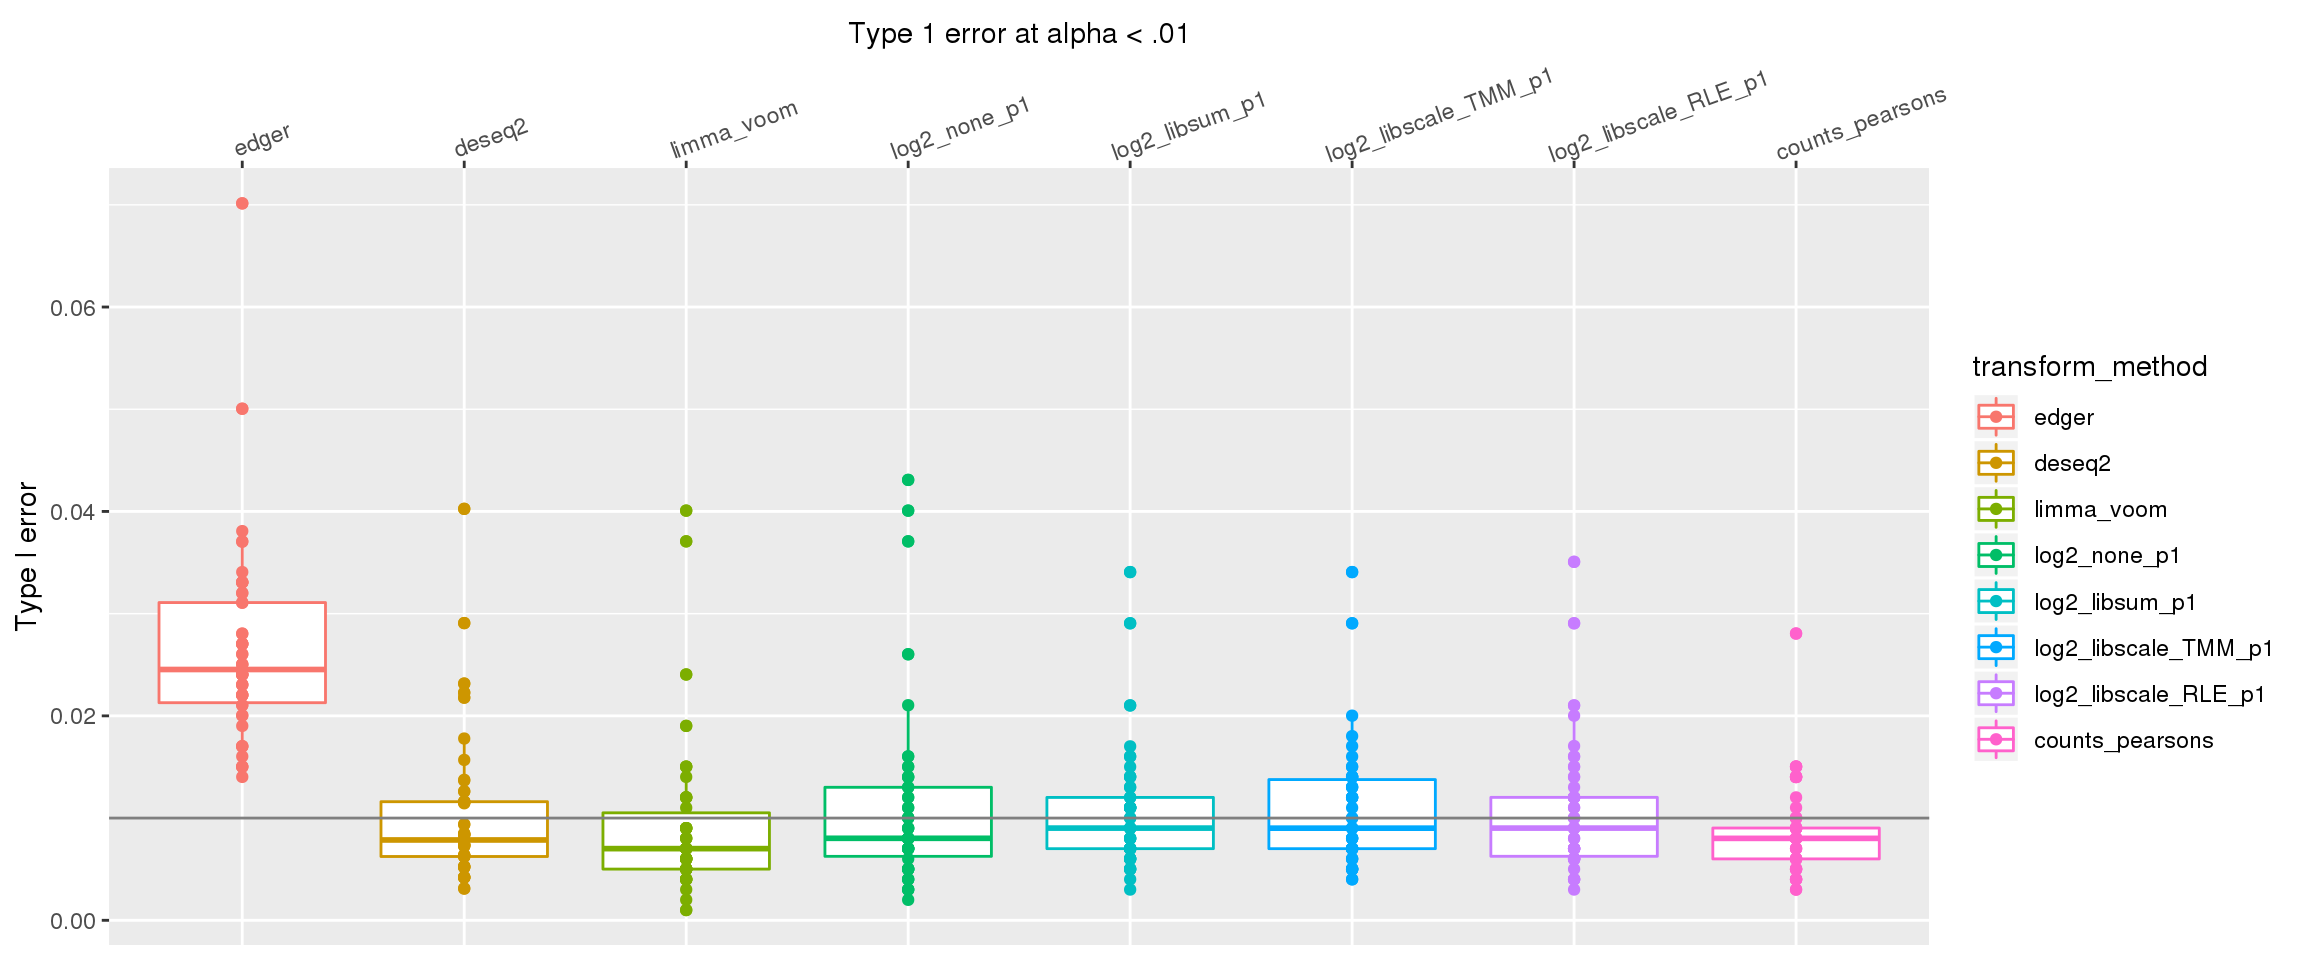 Type 1 error at alpha < .01
edger
deseq2
limma_voom
log2_none_p1
log2_libsum_p1
log2_libscale_TMM_p1
log2_libscale_RLE_p1
counts_pearsons
0.06
0.04
0.02
0.00
Type I error
transform_method
edger
deseq2
limma_voom
log2_none_p1
log2_libsum_p1
log2_libscale_TMM_p1
log2_libscale_RLE_p1
counts_pearsons